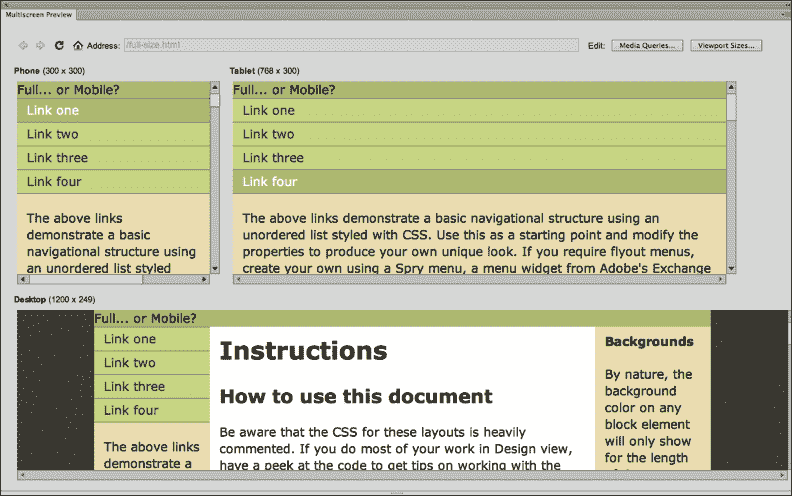 Multiscreen Preview
Address: /full-size.html Edit: Media Queries... Viewport Sizes...
Phone (300 x 300)
Full... or Mobile?
Link one
Link two
Link three
Link four
The above links
demonstrate a basic
navigational structure using
an unordered list styled
Tablet (768 x 300)
Full... or Mobile?
Link one
Link two
Link three
Link four
The above links demonstrate a basic navigational structure using an
unordered list styled with CSS. Use this as a starting point and modify the
properties to produce your own unique look. If you require flyout menus,
create your own using a Spry menu, a menu widget from Adobe's Exchange
Desktop (1200 x 249)
Full... or Mobile?
Link one
Link two
Link three
Link four
The above links
demonstrate a
Instructions
How to use this document
Be aware that the CSS for these layouts is heavily
commented. If you do most of your work in Design view,
have a peek at the code to get tips on working with the
Backgrounds
By nature, the
background
color on any
block element
will only show
for the length